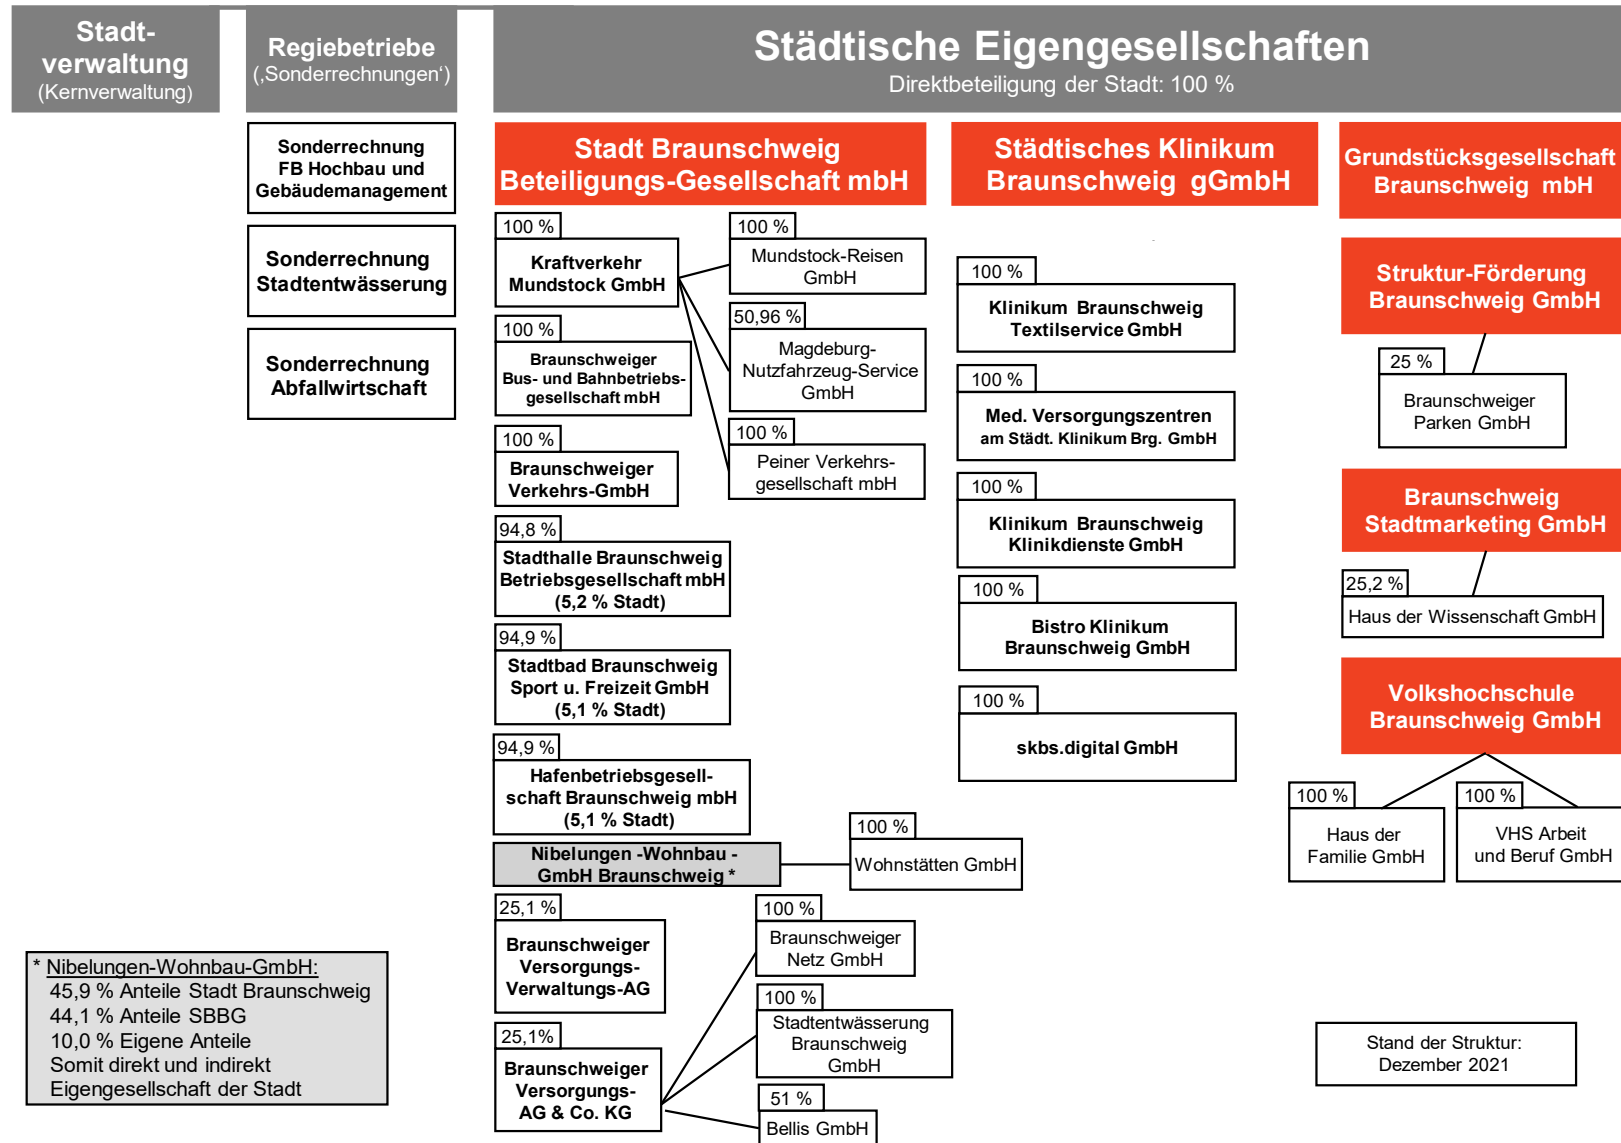 Stadt-
verwaltung
(Kernverwaltung)
Regiebetriebe
(‚Sonderrechnungen‘)
Städtische Eigengesellschaften
Direktbeteiligung der Stadt: 100 %
Sonderrechnung
FB Hochbau und
Gebäudemanagement
Sonderrechnung
Stadtentwässerung
Sonderrechnung
Abfallwirtschaft
Stadt Braunschweig
Beteiligungs-Gesellschaft mbH
100 %
Kraftverkehr
Mundstock GmbH
100 %
Mundstock-Reisen
GmbH
50,96 %
Magdeburg-
Nutzfahrzeug-Service
GmbH
100 %
Peiner Verkehrs-
gesellschaft mbH
100 %
Braunschweiger
Bus- und Bahnbetriebs-
gesellschaft mbH
100 %
Braunschweiger
Verkehrs-GmbH
94,8 %
Stadthalle Braunschweig
Betriebsgesellschaft mbH
(5,2 % Stadt)
94,9 %
Stadtbad Braunschweig
Sport u. Freizeit GmbH
(5,1 % Stadt)
94,9 %
Hafenbetriebsgesell-
schaft Braunschweig mbH
(5,1 % Stadt)
Nibelungen -Wohnbau -
GmbH Braunschweig *
100 %
Wohnstätten GmbH
25,1 %
Braunschweiger
Versorgungs-
Verwaltungs-AG
25,1%
Braunschweiger
Versorgungs-
AG & Co. KG
100 %
Braunschweiger
Netz GmbH
100 %
Stadtentwässerung
Braunschweig
GmbH
51 %
Bellis GmbH
Städtisches Klinikum
Braunschweig gGmbH
100 %
Klinikum Braunschweig
Textilservice GmbH
100 %
Med. Versorgungszentren
am Städt. Klinikum Brg. GmbH
100 %
Klinikum Braunschweig
Klinikdienste GmbH
100 %
Bistro Klinikum
Braunschweig GmbH
100 %
skbs.digital GmbH
Grundstücksgesellschaft
Braunschweig mbH
Struktur-Förderung
Braunschweig GmbH
25 %
Braunschweiger
Parken GmbH
Braunschweig
Stadtmarketing GmbH
25,2 %
Haus der Wissenschaft GmbH
Volkshochschule
Braunschweig GmbH
100 %
Haus der
Familie GmbH
100 %
VHS Arbeit
und Beruf GmbH
* Nibelungen-Wohnbau-GmbH:
45,9 % Anteile Stadt Braunschweig
44,1 % Anteile SBBG
10,0 % Eigene Anteile
Somit direkt und indirekt
Eigengesellschaft der Stadt
Stand der Struktur:
Dezember 2021